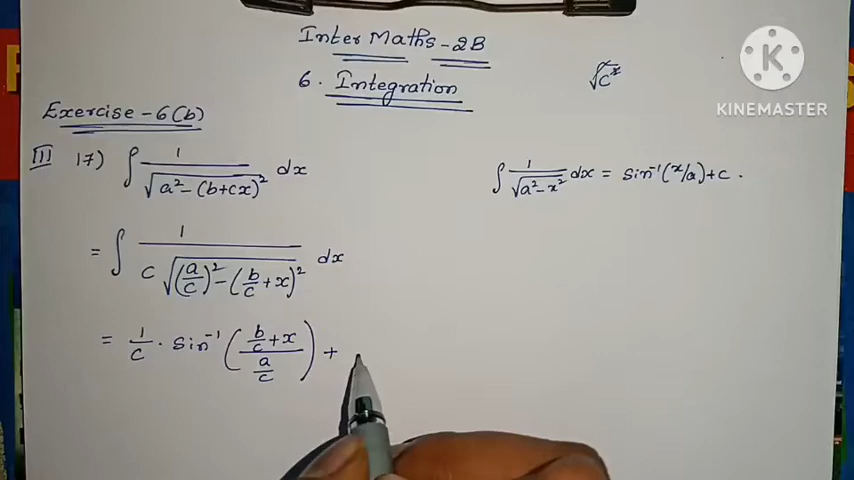 Inter Maths - 2B
6. Integration
√c²
K
KINEMASTER
Exercise - 6(b)
III 17) ∫ 1/√(a² - (b+cx)²) dx
∫ 1/√(a²-x²) dx = sin⁻¹(x/a)+c.
= ∫ 1/(c √((a/c)² - (b/c + x)²)) dx
= 1/c · sin⁻¹((b/c + x)/(a/c)) +